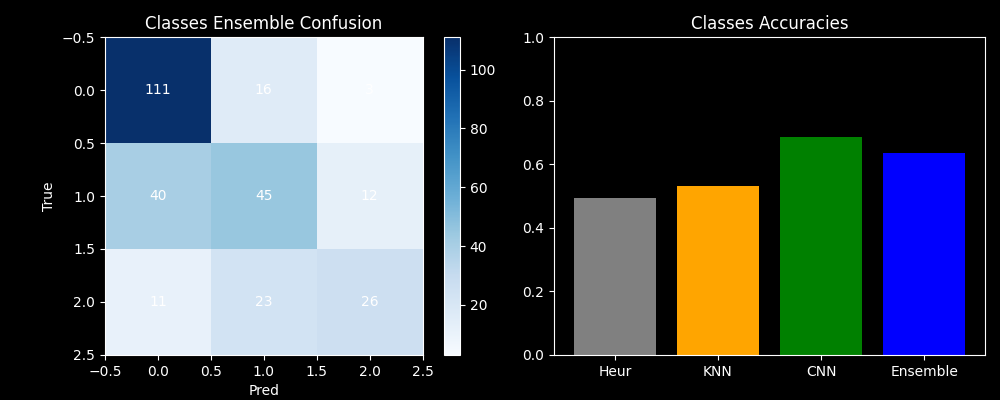 Classes Ensemble Confusion
−0.5
0.0
0.5
1.0
1.5
2.0
2.5
True
111 16
40 45 12
11 23 26
−0.5 0.0 0.5 1.0 1.5 2.0 2.5
Pred
100
80
60
40
20
Classes Accuracies
1.0
0.8
0.6
0.4
0.2
0.0
Heur KNN CNN Ensemble